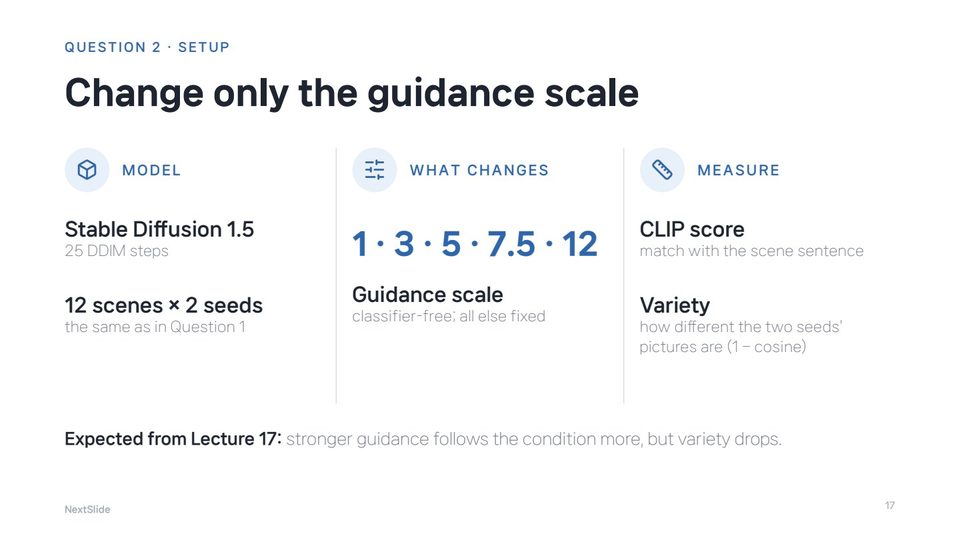 QUESTION 2 · SETUP
Change only the guidance scale
MODEL
Stable Diffusion 1.5
25 DDIM steps
12 scenes × 2 seeds
the same as in Question 1
WHAT CHANGES
1 · 3 · 5 · 7.5 · 12
Guidance scale
classifier-free; all else fixed
MEASURE
CLIP score
match with the scene sentence
Variety
how different the two seeds'
pictures are (1 − cosine)
Expected from Lecture 17: stronger guidance follows the condition more, but variety drops.
NextSlide
17